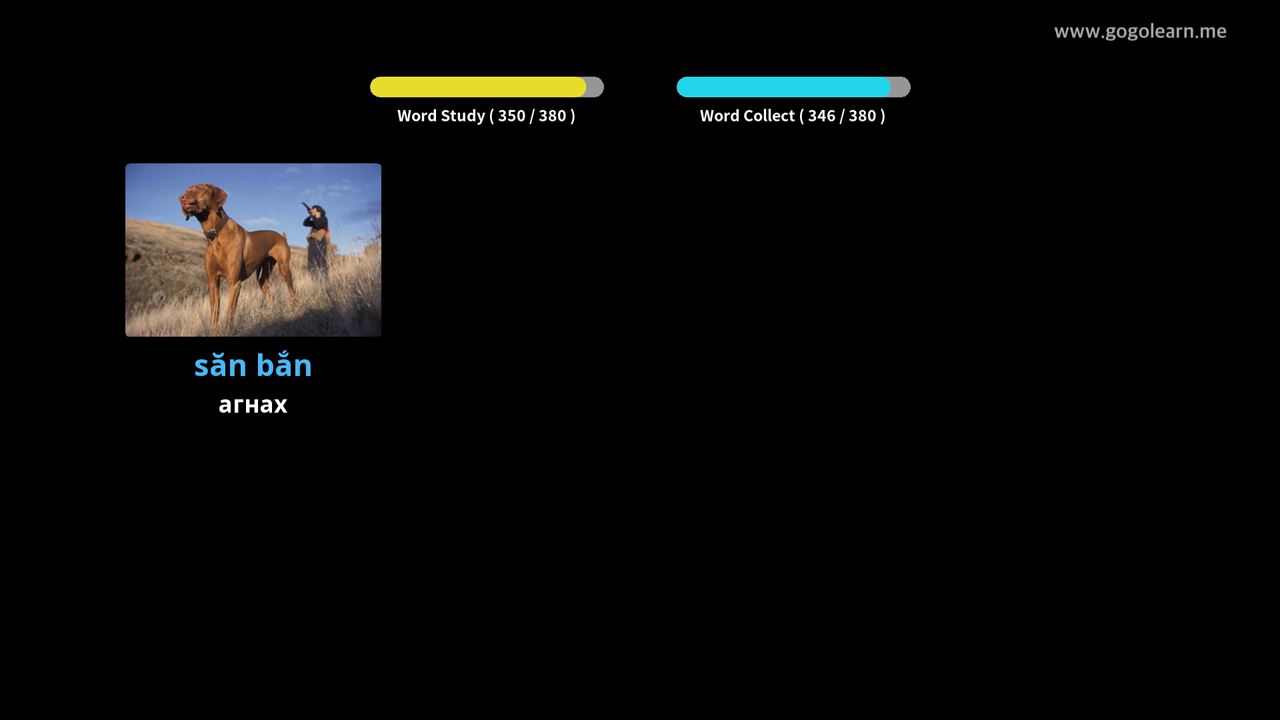 www.gogolearn.me
Word Study ( 350 / 380 )
Word Collect ( 346 / 380 )
săn bắn
агнах